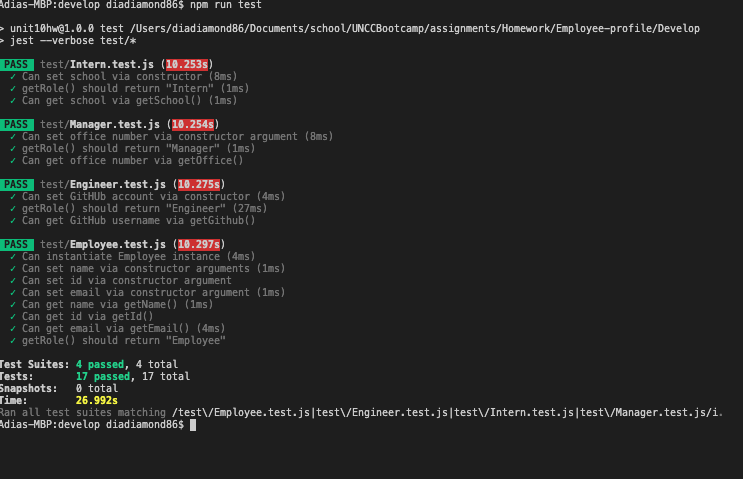 Adias-MBP:develop diadiamond86$ npm run test
> unit10hw@1.0.0 test /Users/diadiamond86/Documents/school/UNCCBootcamp/assignments/Homework/Employee-profile/Develop
> jest --verbose test/*
PASS test/Intern.test.js (10.253s)
✓ Can set school via constructor (8ms)
✓ getRole() should return "Intern" (1ms)
✓ Can get school via getSchool() (1ms)
PASS test/Manager.test.js (10.254s)
✓ Can set office number via constructor argument (8ms)
✓ getRole() should return "Manager" (1ms)
✓ Can get office number via getOffice()
PASS test/Engineer.test.js (10.275s)
✓ Can set GitHUb account via constructor (4ms)
✓ getRole() should return "Engineer" (27ms)
✓ Can get GitHub username via getGithub()
PASS test/Employee.test.js (10.297s)
✓ Can instantiate Employee instance (4ms)
✓ Can set name via constructor arguments (1ms)
✓ Can set id via constructor argument
✓ Can set email via constructor argument (1ms)
✓ Can get name via getName() (1ms)
✓ Can get id via getId()
✓ Can get email via getEmail() (4ms)
✓ getRole() should return "Employee"
Test Suites: 4 passed, 4 total
Tests: 17 passed, 17 total
Snapshots: 0 total
Time: 26.992s
Ran all test suites matching /test\/Employee.test.js|test\/Engineer.test.js|test\/Intern.test.js|test\/Manager.test.js/i.
Adias-MBP:develop diadiamond86$